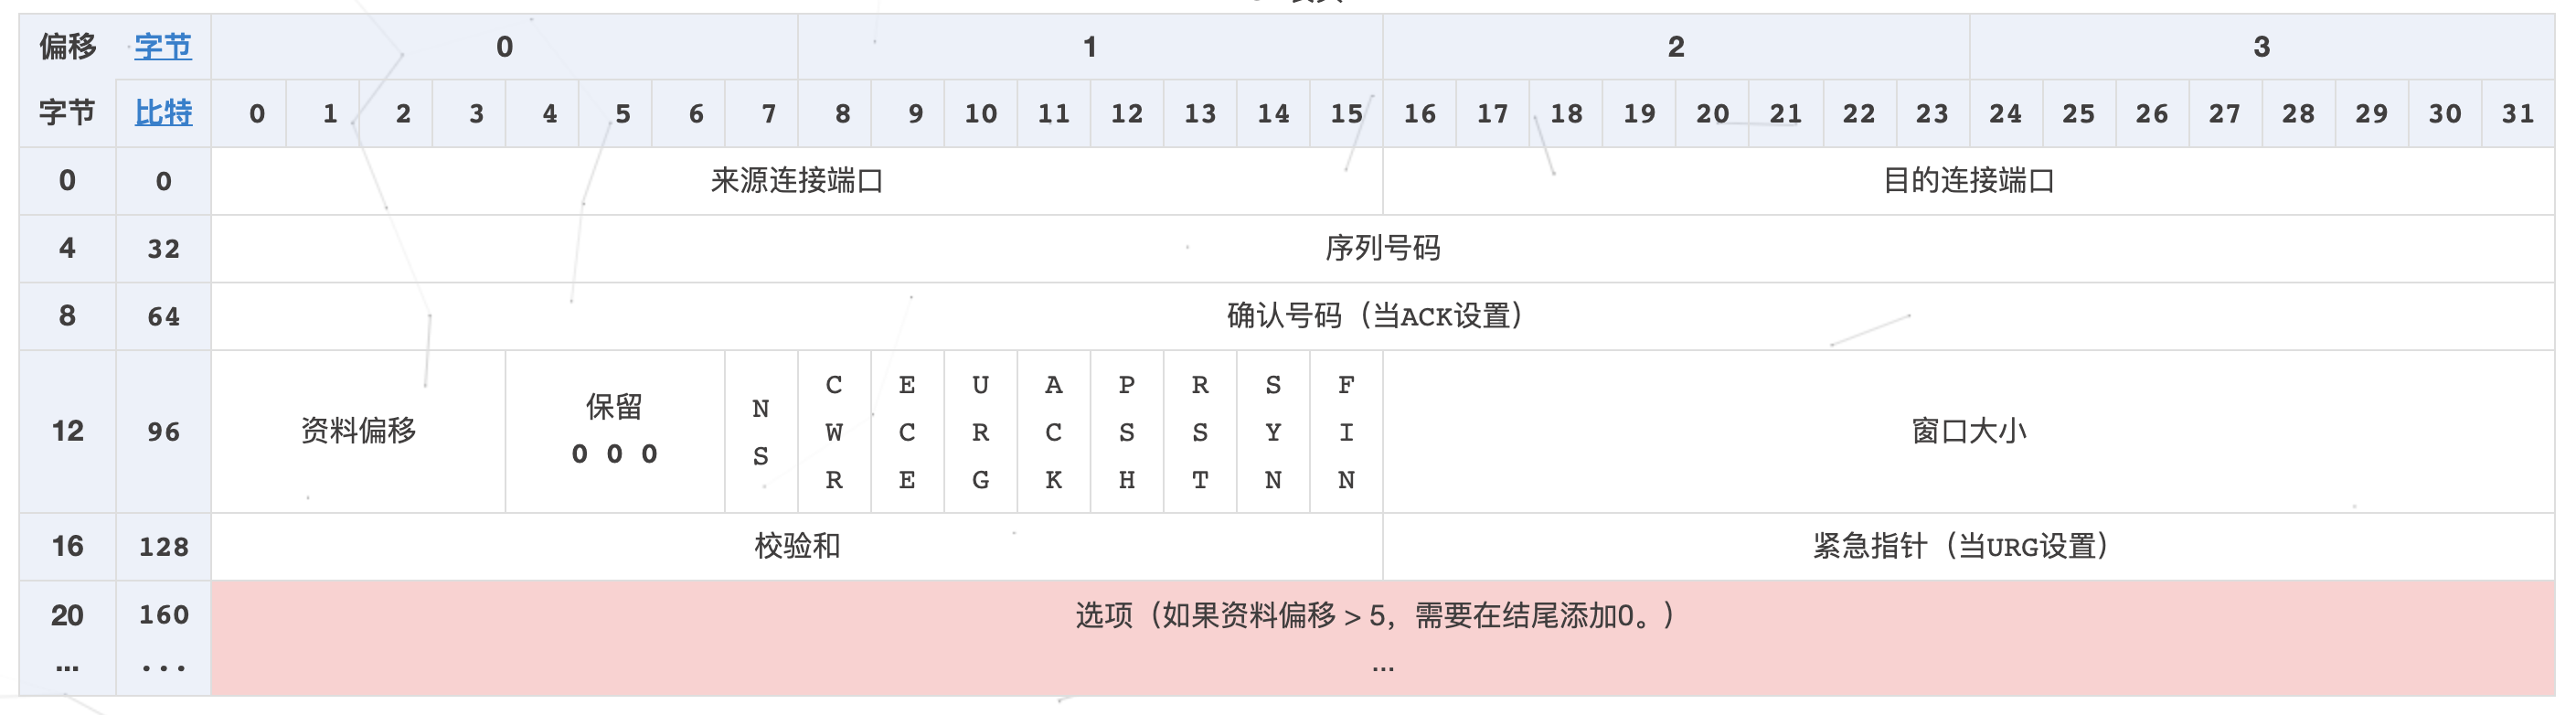 偏移 字节 0 1 2 3
字节 比特 0 1 2 3 4 5 6 7 8 9 10 11 12 13 14 15 16 17 18 19 20 21 22 23 24 25 26 27 28 29 30 31
0 0 来源连接端口 目的连接端口
4 32 序列号码
8 64 确认号码（当ACK设置）
12 96 资料偏移 保留 0 0 0 NS CWR ECE URG ACK PSH RST SYN FIN 窗口大小
16 128 校验和 紧急指针（当URG设置）
20 160 选项（如果资料偏移 > 5，需要在结尾添加0。）
... ... ...